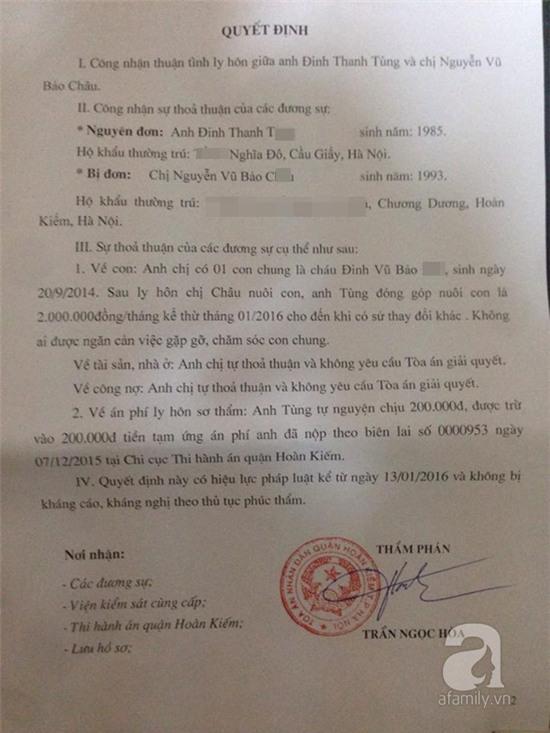 QUYẾT ĐỊNH
I. Công nhận thuận tình ly hôn giữa anh Đinh Thanh Tùng và chị Nguyễn Vũ
Bảo Châu.
II. Công nhận sự thoả thuận của các đương sự:
* Nguyên đơn: Anh Đinh Thanh T sinh năm: 1985.
Hộ khẩu thường trú: Nghĩa Đô, Cầu Giấy, Hà Nội.
* Bị đơn: Chị Nguyễn Vũ Bảo C sinh năm: 1993.
Hộ khẩu thường trú: , Chương Dương, Hoàn
Kiếm, Hà Nội.
III. Sự thoả thuận của các đương sự cụ thể như sau:
1. Về con: Anh chị có 01 con chung là cháu Đinh Vũ Bảo , sinh ngày
20/9/2014. Sau ly hôn chị Châu nuôi con, anh Tùng đóng góp nuôi con là
2.000.000đồng/tháng kể thừ tháng 01/2016 cho đến khi có sứ thay đổi khác . Không
ai được ngăn cản việc gặp gỡ, chăm sóc con chung.
Về tài sản, nhà ở: Anh chị tự thoả thuận và không yêu cầu Tòa án giải quyết.
Về công nợ: Anh chị tự thoả thuận và không yêu cầu Tòa án giải quyết.
2. Về án phí ly hôn sơ thẩm: Anh Tùng tự nguyện chịu 200.000đ, được trừ
vào 200.000đ tiền tạm ứng án phí anh đã nộp theo biên lai số 0000953 ngày
07/12/2015 tại Chi cục Thi hành án quận Hoàn Kiếm.
IV. Quyết định này có hiệu lực pháp luật kể từ ngày 13/01/2016 và không bị
kháng cáo, kháng nghị theo thủ tục phúc thẩm.
Nơi nhận:
THẨM PHÁN
- Các đương sự;
- Viện kiểm sát cùng cấp;
- Thi hành án quận Hoàn Kiếm;
- Lưu hồ sơ;
TOÀ ÁN NHÂN DÂN QUẬN HOÀN KIẾM T.P HÀ NỘI
TRẦN NGỌC HÒA
a
afamily.vn
2